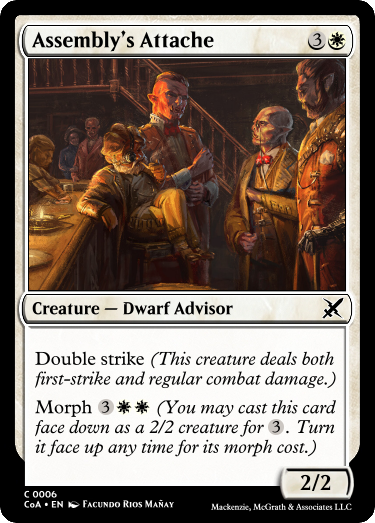 Assembly's Attache 3
Creature — Dwarf Advisor
Double strike (This creature deals both
first-strike and regular combat damage.)
Morph 3 (You may cast this card
face down as a 2/2 creature for 3. Turn
it face up any time for its morph cost.)
2/2
C 0006
CoA • EN Facundo Rios Mañay
Mackenzie, McGrath & Associates LLC